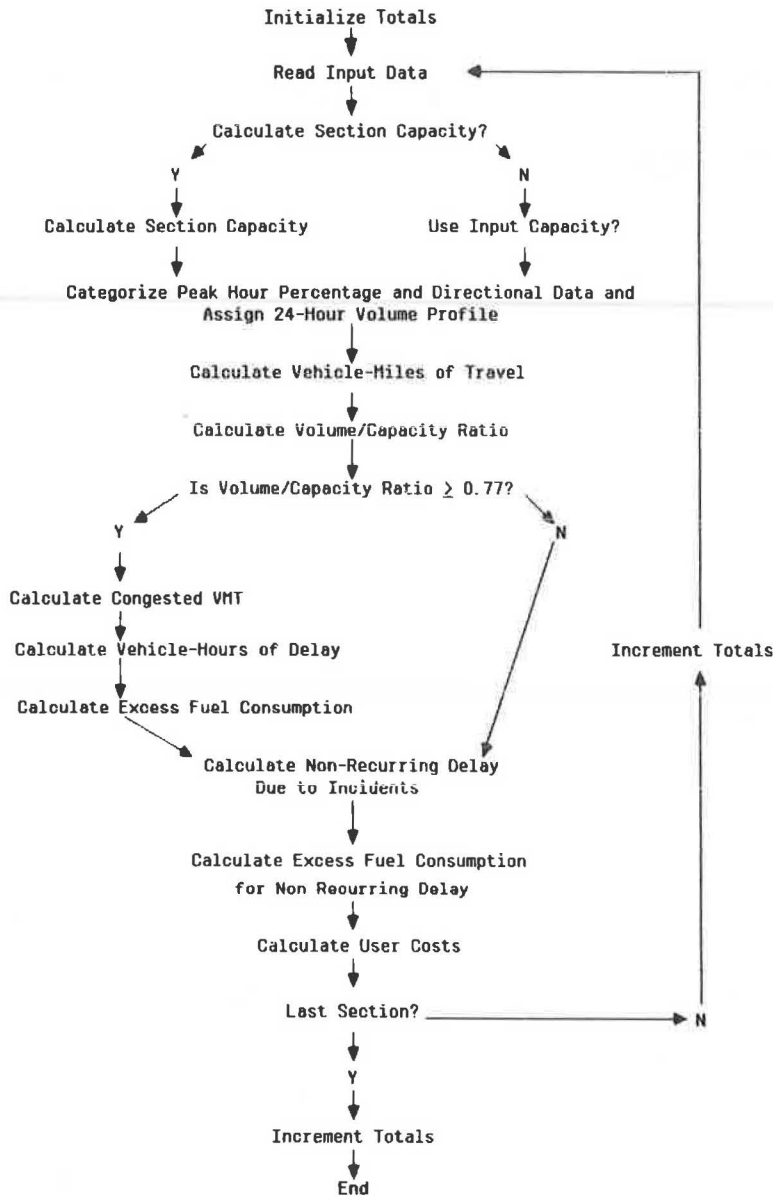 Initialize Totals
Read Input Data
Calculate Section Capacity?
Y
N
Calculate Section Capacity
Use Input Capacity?
Categorize Peak Hour Percentage and Directional Data and
Assign 24-Hour Volume Profile
Calculate Vehicle-Miles of Travel
Calculate Volume/Capacity Ratio
Is Volume/Capacity Ratio ≥ 0.77?
Y
N
Calculate Congested VMT
Calculate Vehicle-Hours of Delay
Increment Totals
Calculate Excess Fuel Consumption
Calculate Non-Recurring Delay
Due to Incidents
Calculate Excess Fuel Consumption
for Non Recurring Delay
Calculate User Costs
Last Section?
N
Y
Increment Totals
End